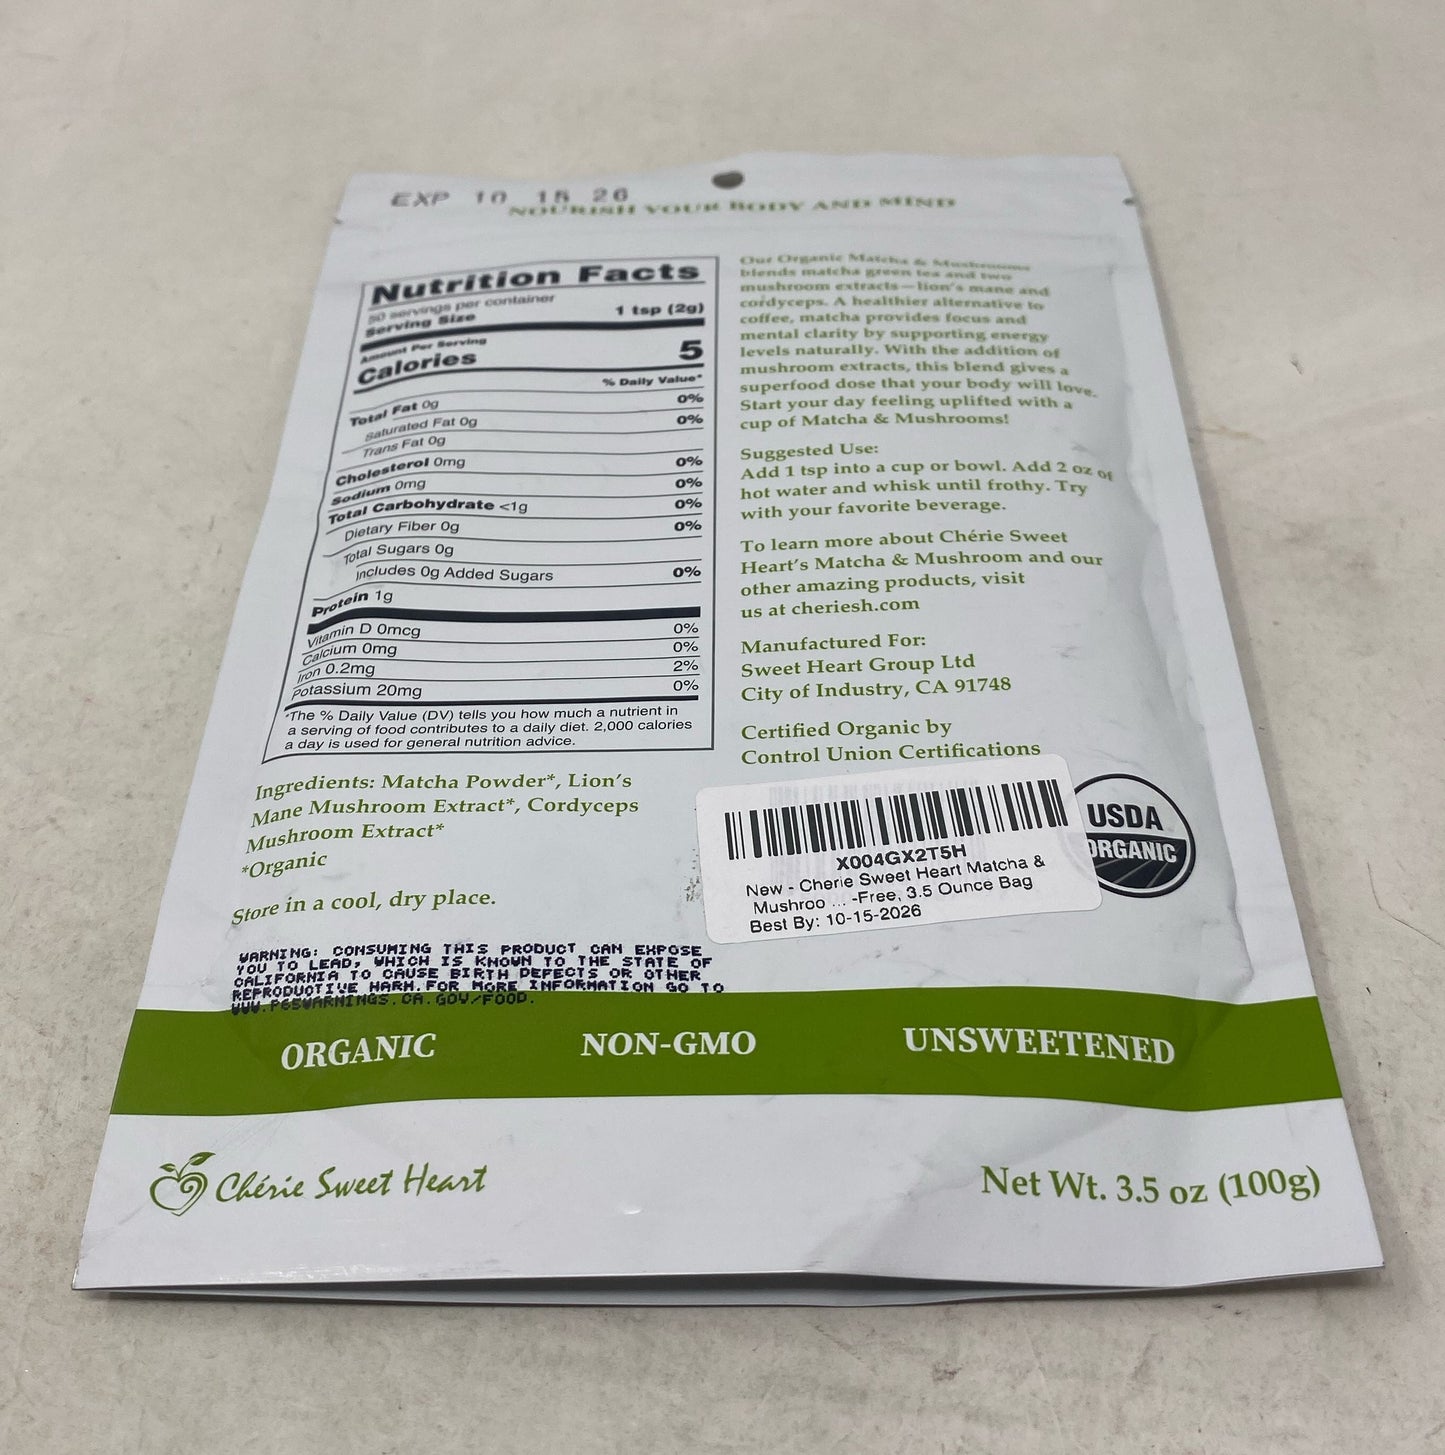 EXP 10 15 26
NOURISH YOUR BODY AND MIND
Nutrition Facts
50 servings per container
Serving Size 1 tsp (2g)
Amount Per Serving
Calories 5
% Daily Value*
Total Fat 0g 0%
Saturated Fat 0g 0%
Trans Fat 0g
Cholesterol 0mg 0%
Sodium 0mg 0%
Total Carbohydrate <1g 0%
Dietary Fiber 0g 0%
Total Sugars 0g
Includes 0g Added Sugars 0%
Protein 1g
Vitamin D 0mcg 0%
Calcium 0mg 0%
Iron 0.2mg 2%
Potassium 20mg 0%
*The % Daily Value (DV) tells you how much a nutrient in
a serving of food contributes to a daily diet. 2,000 calories
a day is used for general nutrition advice.
Ingredients: Matcha Powder*, Lion's
Mane Mushroom Extract*, Cordyceps
Mushroom Extract*
*Organic
Store in a cool, dry place.
WARNING: CONSUMING THIS PRODUCT CAN EXPOSE
YOU TO LEAD, WHICH IS KNOWN TO THE STATE OF
CALIFORNIA TO CAUSE BIRTH DEFECTS OR OTHER
REPRODUCTIVE HARM. FOR MORE INFORMATION GO TO
WWW.P65WARNINGS.CA.GOV/FOOD.
Our Organic Matcha & Mushrooms
blends matcha green tea and two
mushroom extracts—lion's mane and
cordyceps. A healthier alternative to
coffee, matcha provides focus and
mental clarity by supporting energy
levels naturally. With the addition of
mushroom extracts, this blend gives a
superfood dose that your body will love.
Start your day feeling uplifted with a
cup of Matcha & Mushrooms!
Suggested Use:
Add 1 tsp into a cup or bowl. Add 2 oz of
hot water and whisk until frothy. Try
with your favorite beverage.
To learn more about Chérie Sweet
Heart's Matcha & Mushroom and our
other amazing products, visit
us at cheriesh.com
Manufactured For:
Sweet Heart Group Ltd
City of Industry, CA 91748
Certified Organic by
Control Union Certifications
X004GX2T5H
New - Cherie Sweet Heart Matcha &
Mushroo ... -Free, 3.5 Ounce Bag
Best By: 10-15-2026
USDA
ORGANIC
ORGANIC NON-GMO UNSWEETENED
Chérie Sweet Heart
Net Wt. 3.5 oz (100g)